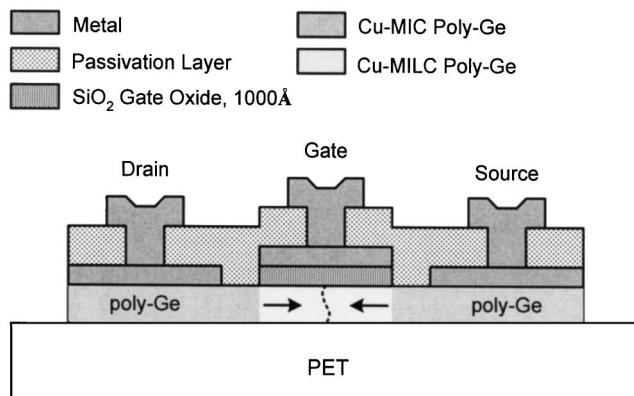 Metal
Passivation Layer
SiO₂ Gate Oxide, 1000Å
Cu-MIC Poly-Ge
Cu-MILC Poly-Ge
Drain
Gate
Source
poly-Ge
poly-Ge
PET